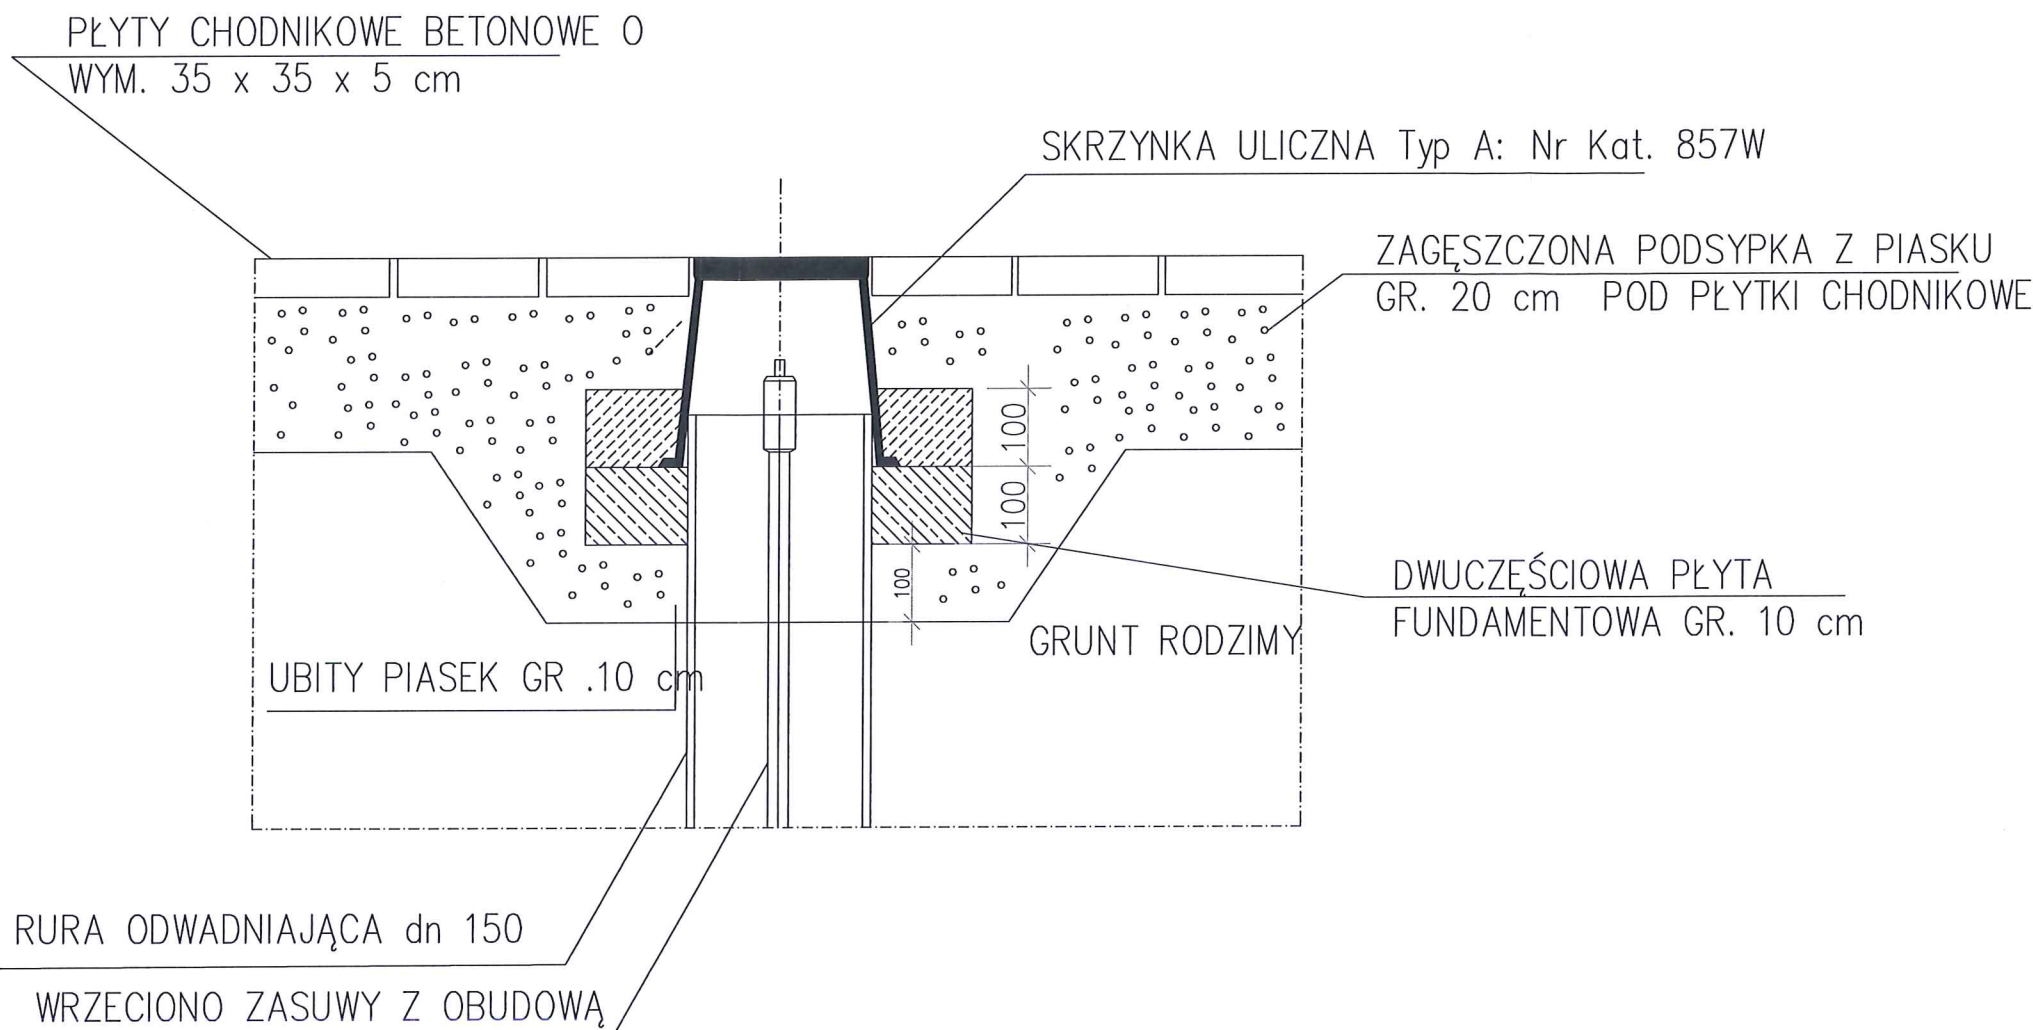 PŁYTY CHODNIKOWE BETONOWE O
WYM. 35 x 35 x 5 cm
SKRZYNKA ULICZNA Typ A: Nr Kat. 857W
ZAGĘSZCZONA PODSYPKA Z PIASKU
GR. 20 cm POD PŁYTKI CHODNIKOWE
100
100
100
DWUCZĘŚCIOWA PŁYTA
FUNDAMENTOWA GR. 10 cm
GRUNT RODZIMY
UBITY PIASEK GR .10 cm
RURA ODWADNIAJĄCA dn 150
WRZECIONO ZASUWY Z OBUDOWĄ